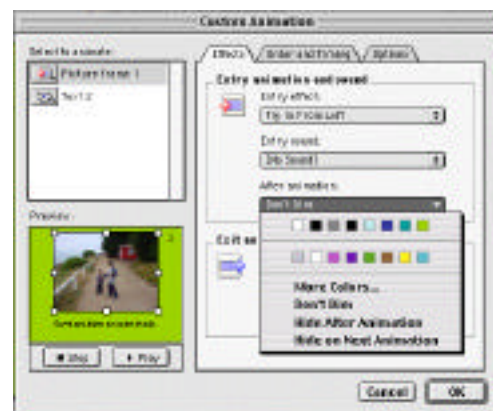 Custom Animation
Select to animate:
Picture frame 1
Text 2
Effects
Order and Timing
Options
Entry animation and sound
Entry effect:
Fly In From Left
Entry sound:
[No Sound]
After animation:
Don't Dim
Preview:
More Colors...
Don't Dim
Hide After Animation
Hide on Next Animation
Stop
Play
Cancel
OK